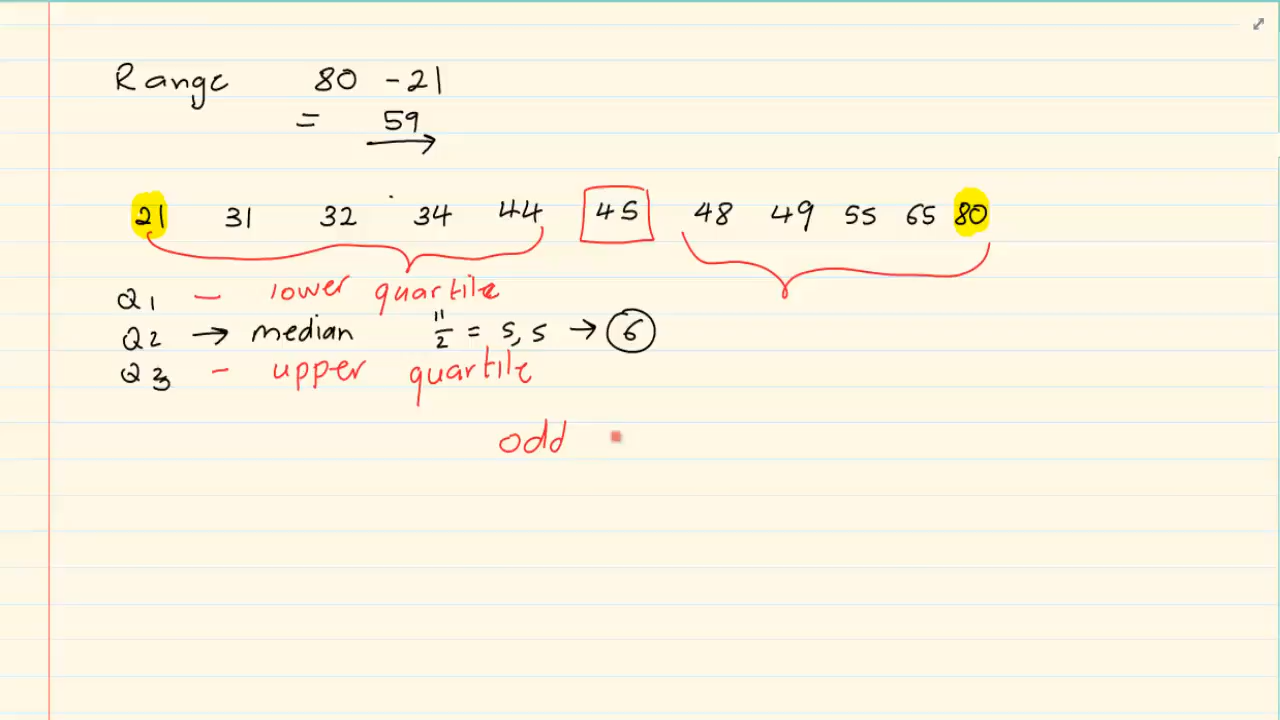 Range 80 - 21
= 59
21 31 32 34 44 45 48 49 55 65 80
Q1 - lower quartile
Q2 → median 11/2 = 5,5 → 6
Q3 - upper quartile
odd